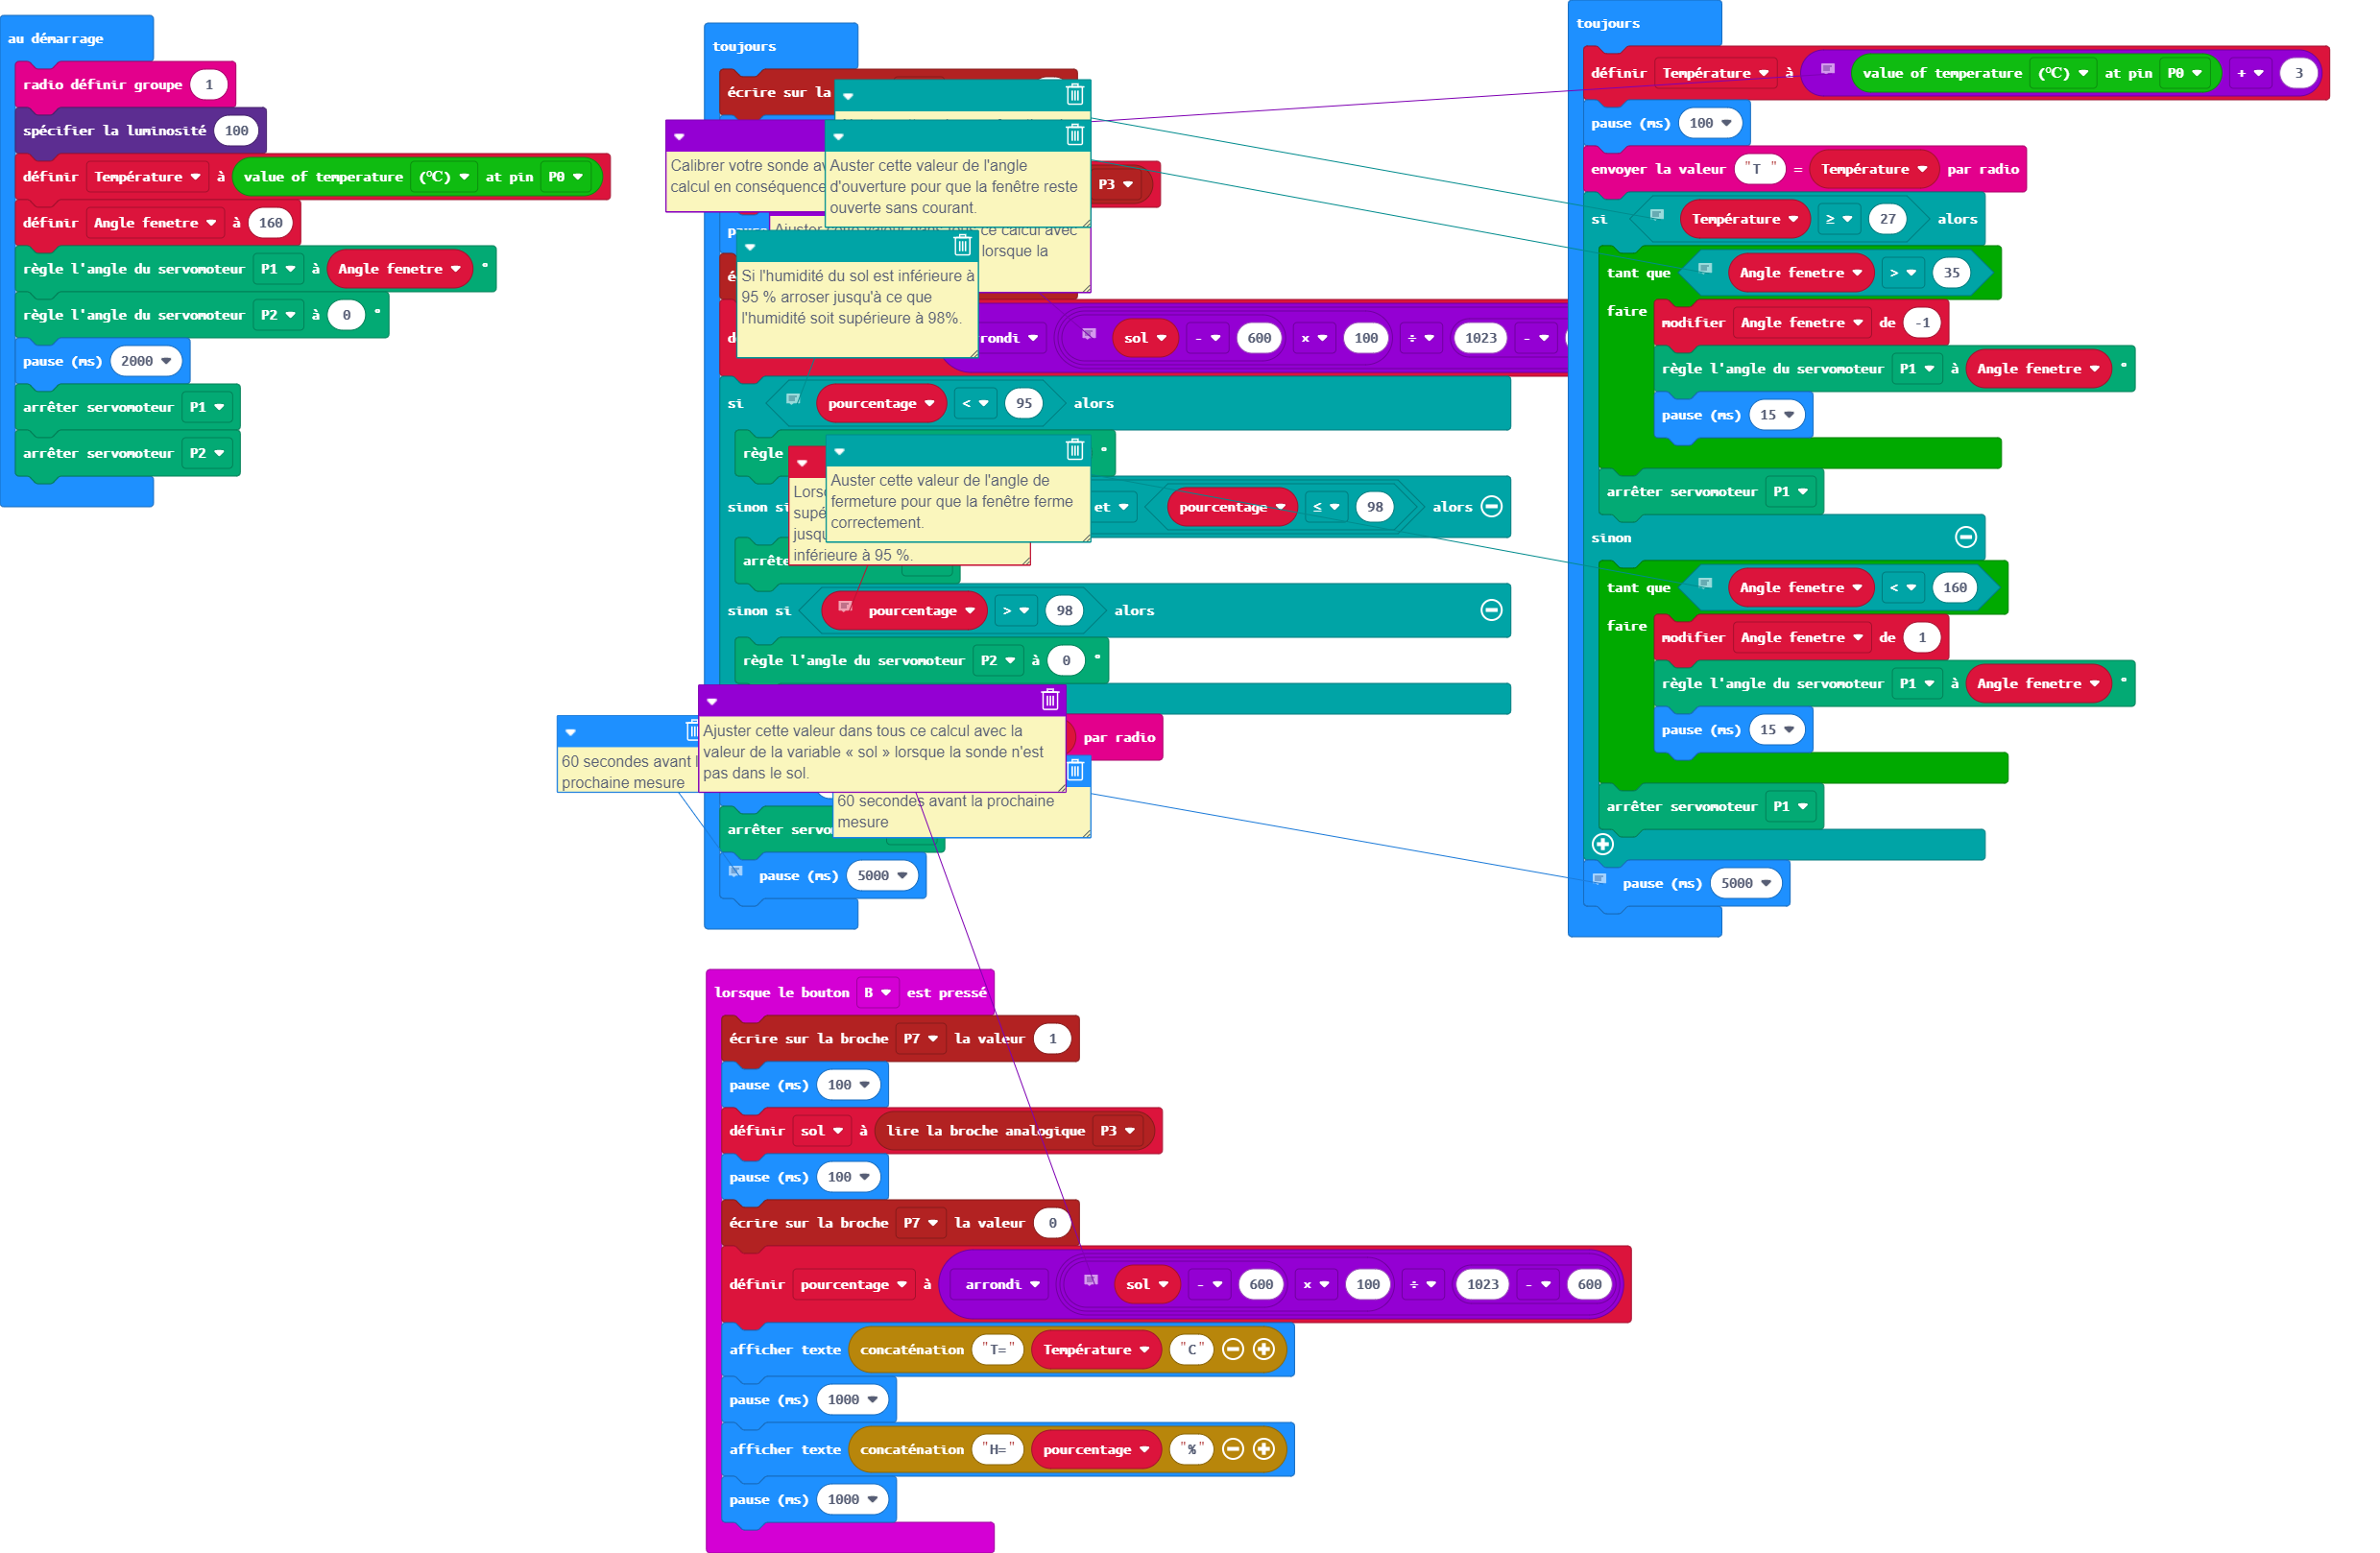 au démarrage
radio définir groupe 1
spécifier la luminosité 100
définir Température à value of temperature (℃) at pin P0
définir Angle fenetre à 160
règle l'angle du servomoteur P1 à Angle fenetre °
règle l'angle du servomoteur P2 à 0 °
pause (ms) 2000
arrêter servomoteur P1
arrêter servomoteur P2
toujours
écrire sur la
Calibrer votre sonde av
calcul en conséquence
Auster cette valeur de l'angle
d'ouverture pour que la fenêtre reste
ouverte sans courant.
P3
ce calcul avec
lorsque la
Si l'humidité du sol est inférieure à
95 % arroser jusqu'à ce que
l'humidité soit supérieure à 98%.
rondi sol - 600 x 100 ÷ 1023 -
si pourcentage < 95 alors
règle °
Auster cette valeur de l'angle de
fermeture pour que la fenêtre ferme
correctement.
sinon si et pourcentage ≤ 98 alors
inférieure à 95 %.
sinon si pourcentage > 98 alors
règle l'angle du servomoteur P2 à 0 °
par radio
Ajuster cette valeur dans tous ce calcul avec la
valeur de la variable « sol » lorsque la sonde n'est
pas dans le sol.
60 secondes avant l
prochaine mesure
60 secondes avant la prochaine
mesure
arrêter servo
pause (ms) 5000
lorsque le bouton B est pressé
écrire sur la broche P7 la valeur 1
pause (ms) 100
définir sol à lire la broche analogique P3
pause (ms) 100
écrire sur la broche P7 la valeur 0
définir pourcentage à arrondi sol - 600 x 100 ÷ 1023 - 600
afficher texte concaténation "T=" Température "C"
pause (ms) 1000
afficher texte concaténation "H=" pourcentage "%"
pause (ms) 1000
toujours
définir Température à value of temperature (℃) at pin P0 + 3
pause (ms) 100
envoyer la valeur "T " = Température par radio
si Température ≥ 27 alors
tant que Angle fenetre > 35
faire modifier Angle fenetre de -1
règle l'angle du servomoteur P1 à Angle fenetre °
pause (ms) 15
arrêter servomoteur P1
sinon
tant que Angle fenetre < 160
faire modifier Angle fenetre de 1
règle l'angle du servomoteur P1 à Angle fenetre °
pause (ms) 15
arrêter servomoteur P1
pause (ms) 5000